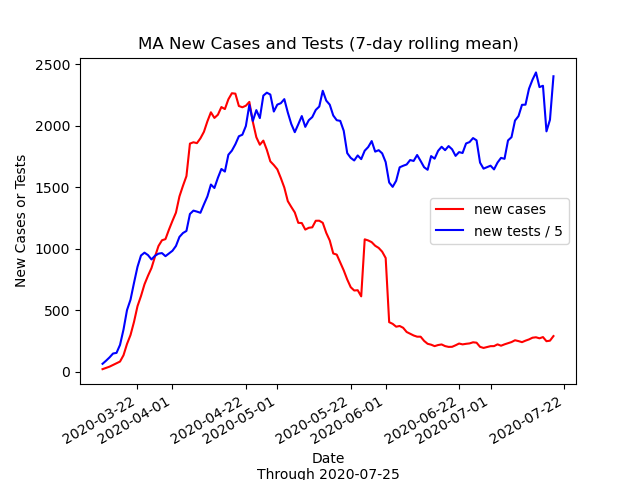 MA New Cases and Tests (7-day rolling mean)
2500
2000
1500
1000
500
0
New Cases or Tests
new cases
new tests / 5
2020-03-22
2020-04-01
2020-04-22
2020-05-01
2020-05-22
2020-06-01
2020-06-22
2020-07-01
2020-07-22
Date
Through 2020-07-25